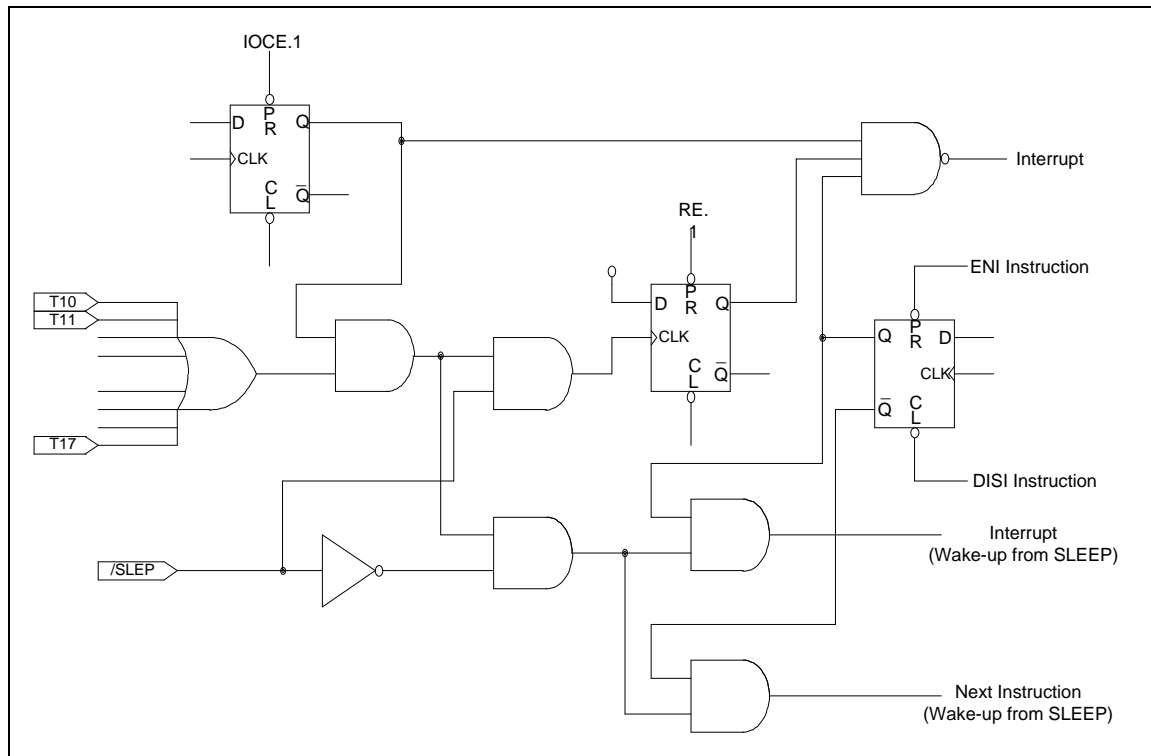 IOCE.1
P
R
D
Q
CLK
C
L
Q
Interrupt
RE.
1
P
R
D
Q
CLK
C
L
Q
ENI Instruction
P
R
Q
D
CLK
C
L
Q
DISI Instruction
T10
T11
T17
/SLEP
Interrupt
(Wake-up from SLEEP)
Next Instruction
(Wake-up from SLEEP)